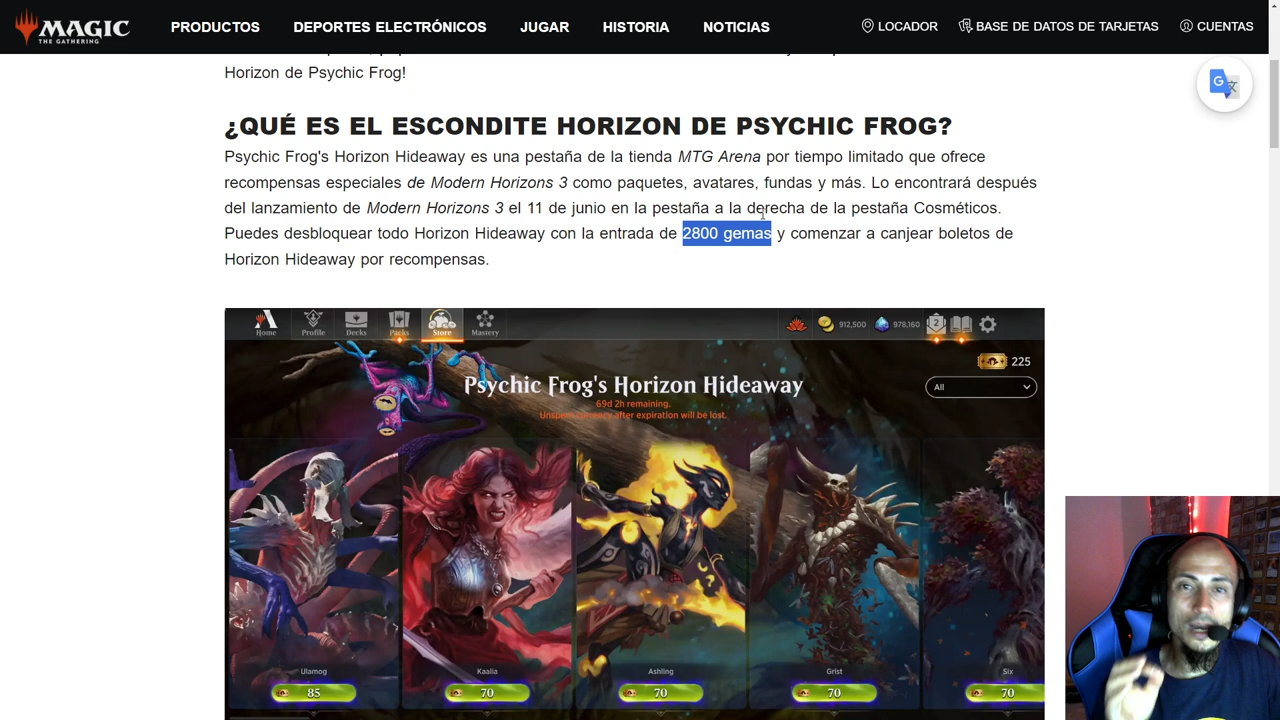 MAGIC
THE GATHERING
PRODUCTOS
DEPORTES ELECTRÓNICOS
JUGAR
HISTORIA
NOTICIAS
LOCADOR
BASE DE DATOS DE TARJETAS
CUENTAS
Horizon de Psychic Frog!
¿QUÉ ES EL ESCONDITE HORIZON DE PSYCHIC FROG?
Psychic Frog's Horizon Hideaway es una pestaña de la tienda MTG Arena por tiempo limitado que ofrece
recompensas especiales de Modern Horizons 3 como paquetes, avatares, fundas y más. Lo encontrará después
del lanzamiento de Modern Horizons 3 el 11 de junio en la pestaña a la derecha de la pestaña Cosméticos.
Puedes desbloquear todo Horizon Hideaway con la entrada de 2800 gemas y comenzar a canjear boletos de
Horizon Hideaway por recompensas.
Home
Profile
Decks
Packs
Store
Mastery
912,500
978,160
2
225
Psychic Frog's Horizon Hideaway
All
69d 2h remaining.
after expiration will be lost.
Ulamog
Kaalia
Ashling
Grist
Six
85
70
70
70
70